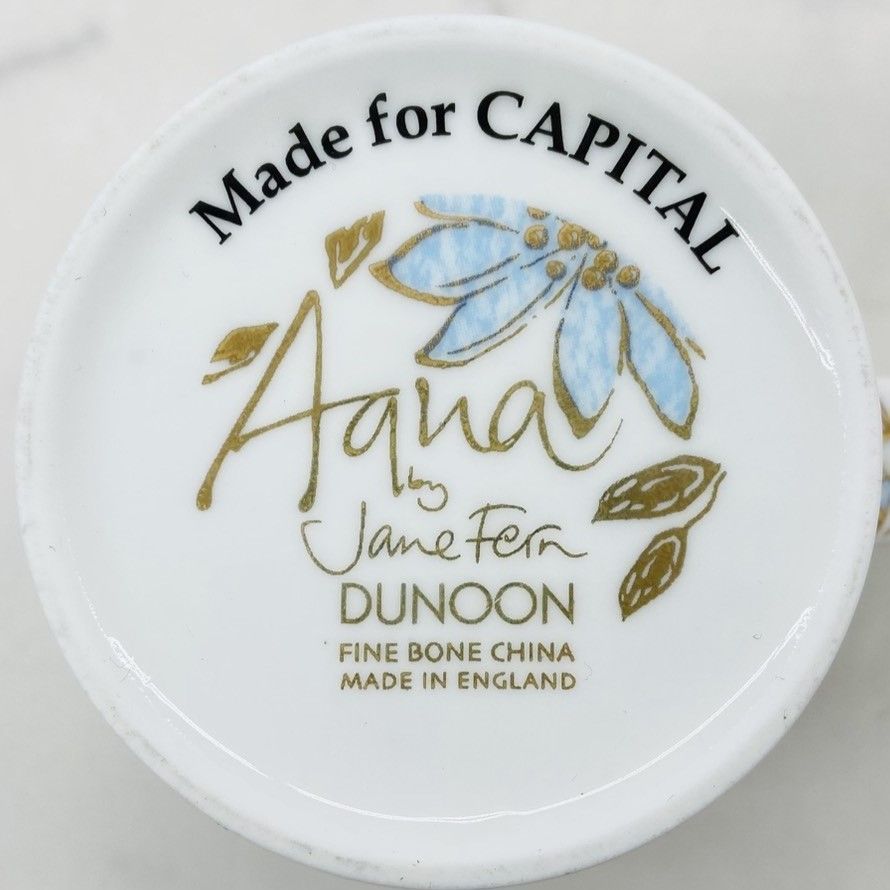 Made for CAPITAL
Aqua
by
Jane Fern
DUNOON
FINE BONE CHINA
MADE IN ENGLAND